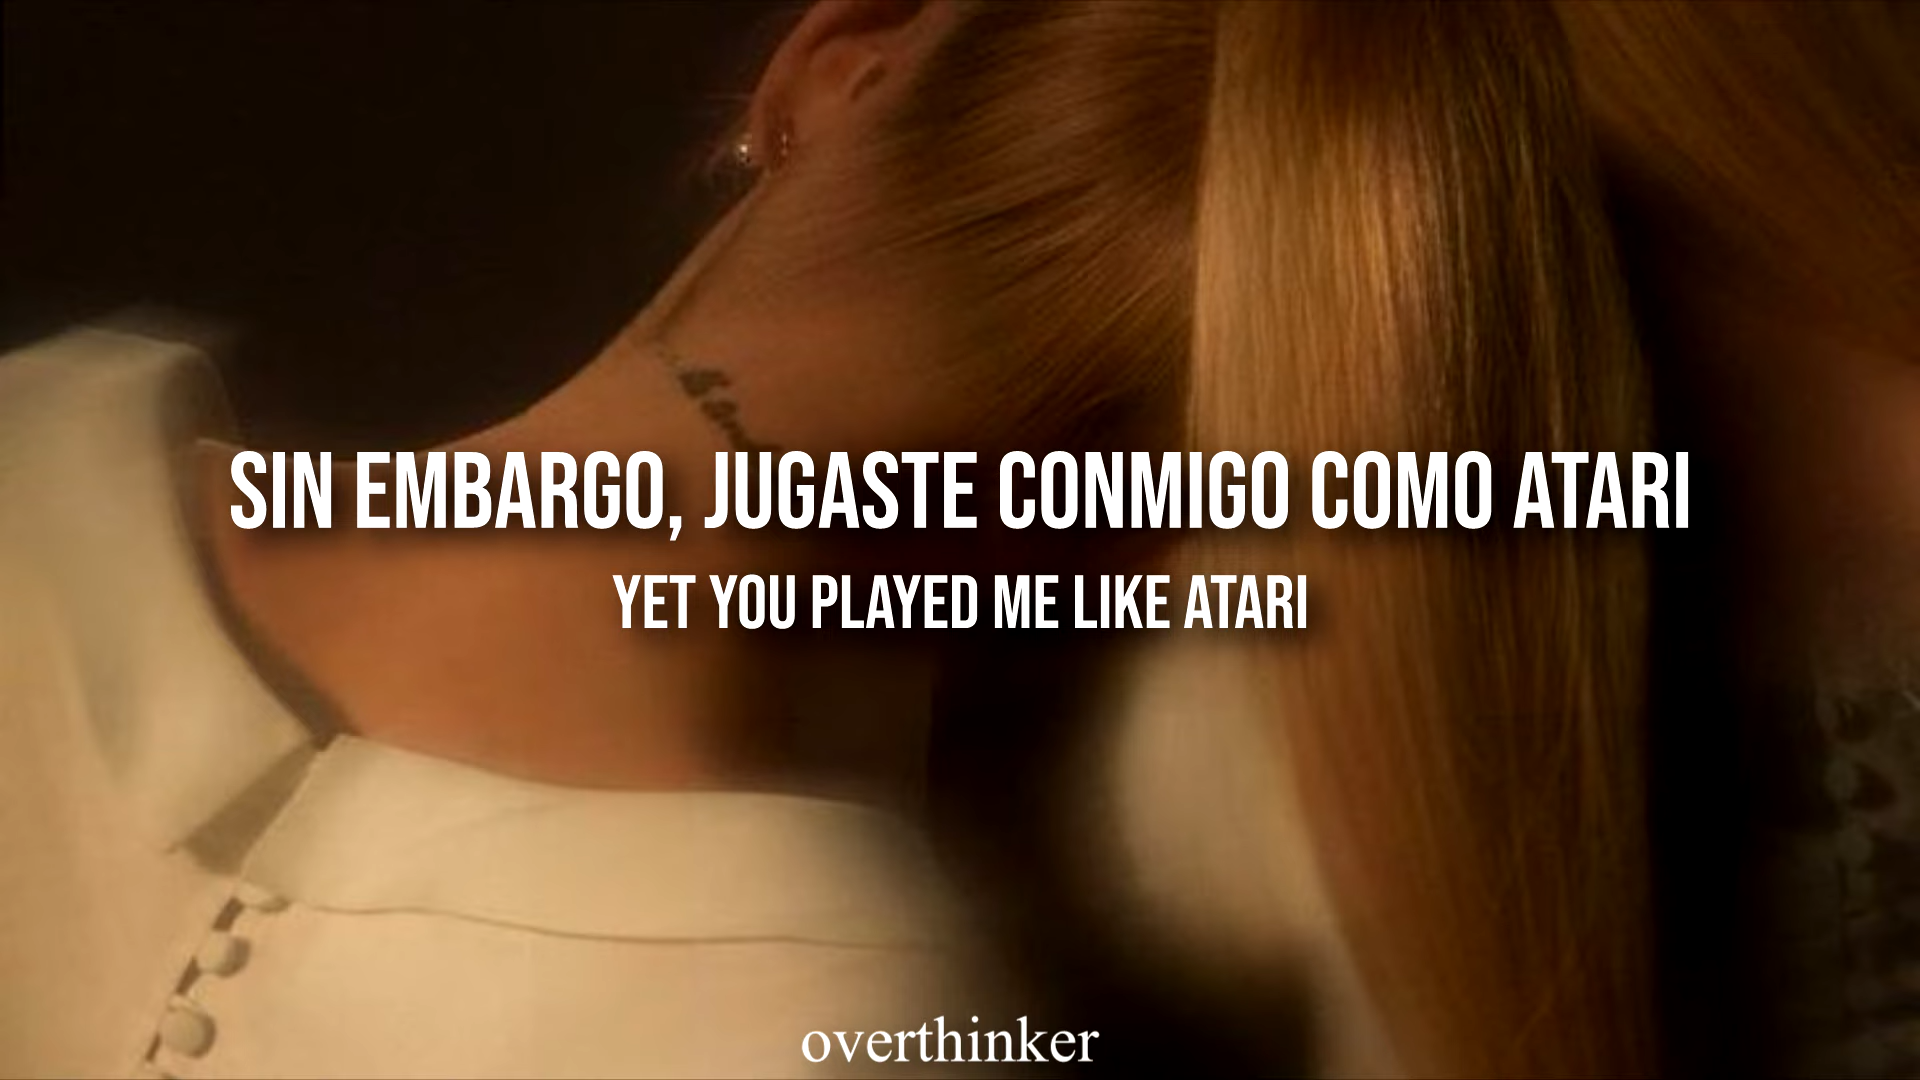 SIN EMBARGO, JUGASTE CONMIGO COMO ATARI
YET YOU PLAYED ME LIKE ATARI
overthinker